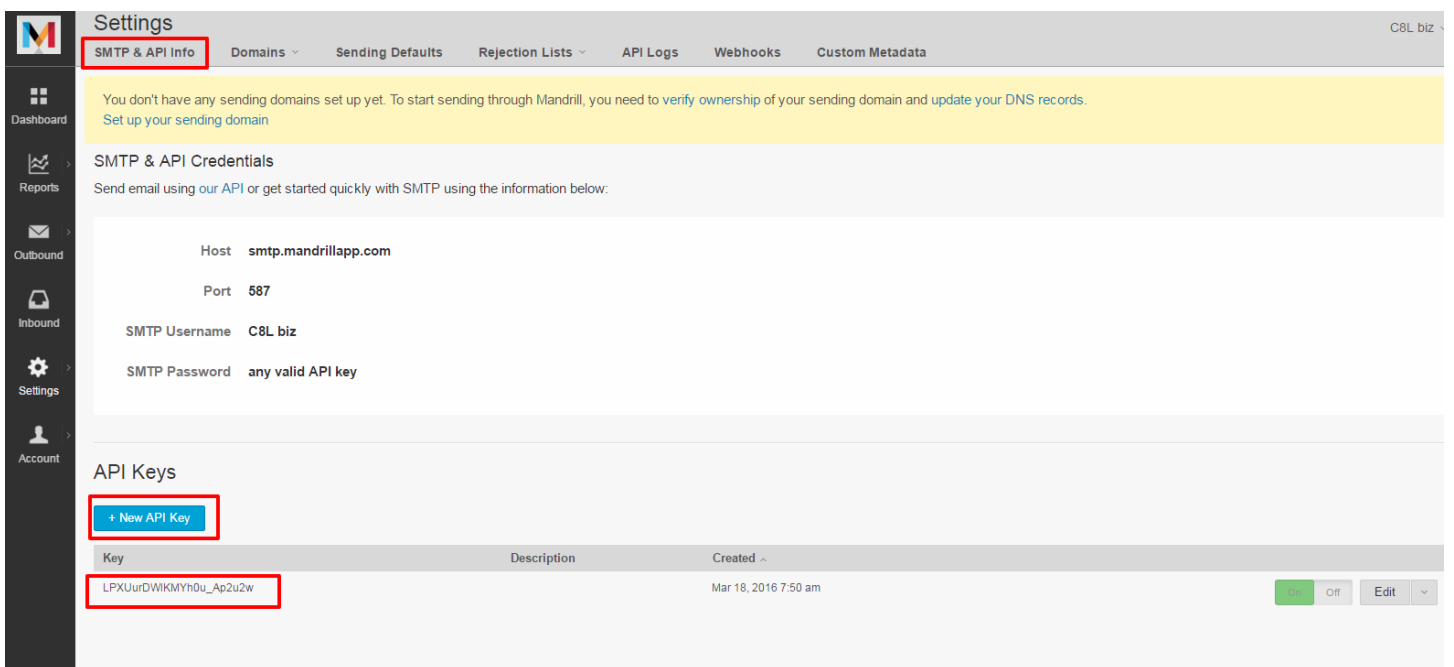 Settings
C8L biz
SMTP & API Info Domains Sending Defaults Rejection Lists API Logs Webhooks Custom Metadata
Dashboard
Reports
Outbound
Inbound
Settings
Account
You don't have any sending domains set up yet. To start sending through Mandrill, you need to verify ownership of your sending domain and update your DNS records.
Set up your sending domain
SMTP & API Credentials
Send email using our API or get started quickly with SMTP using the information below:
Host smtp.mandrillapp.com
Port 587
SMTP Username C8L biz
SMTP Password any valid API key
API Keys
+ New API Key
Key Description Created
LPXUurDWlKMYh0u_Ap2u2w Mar 18, 2016 7:50 am On Off Edit